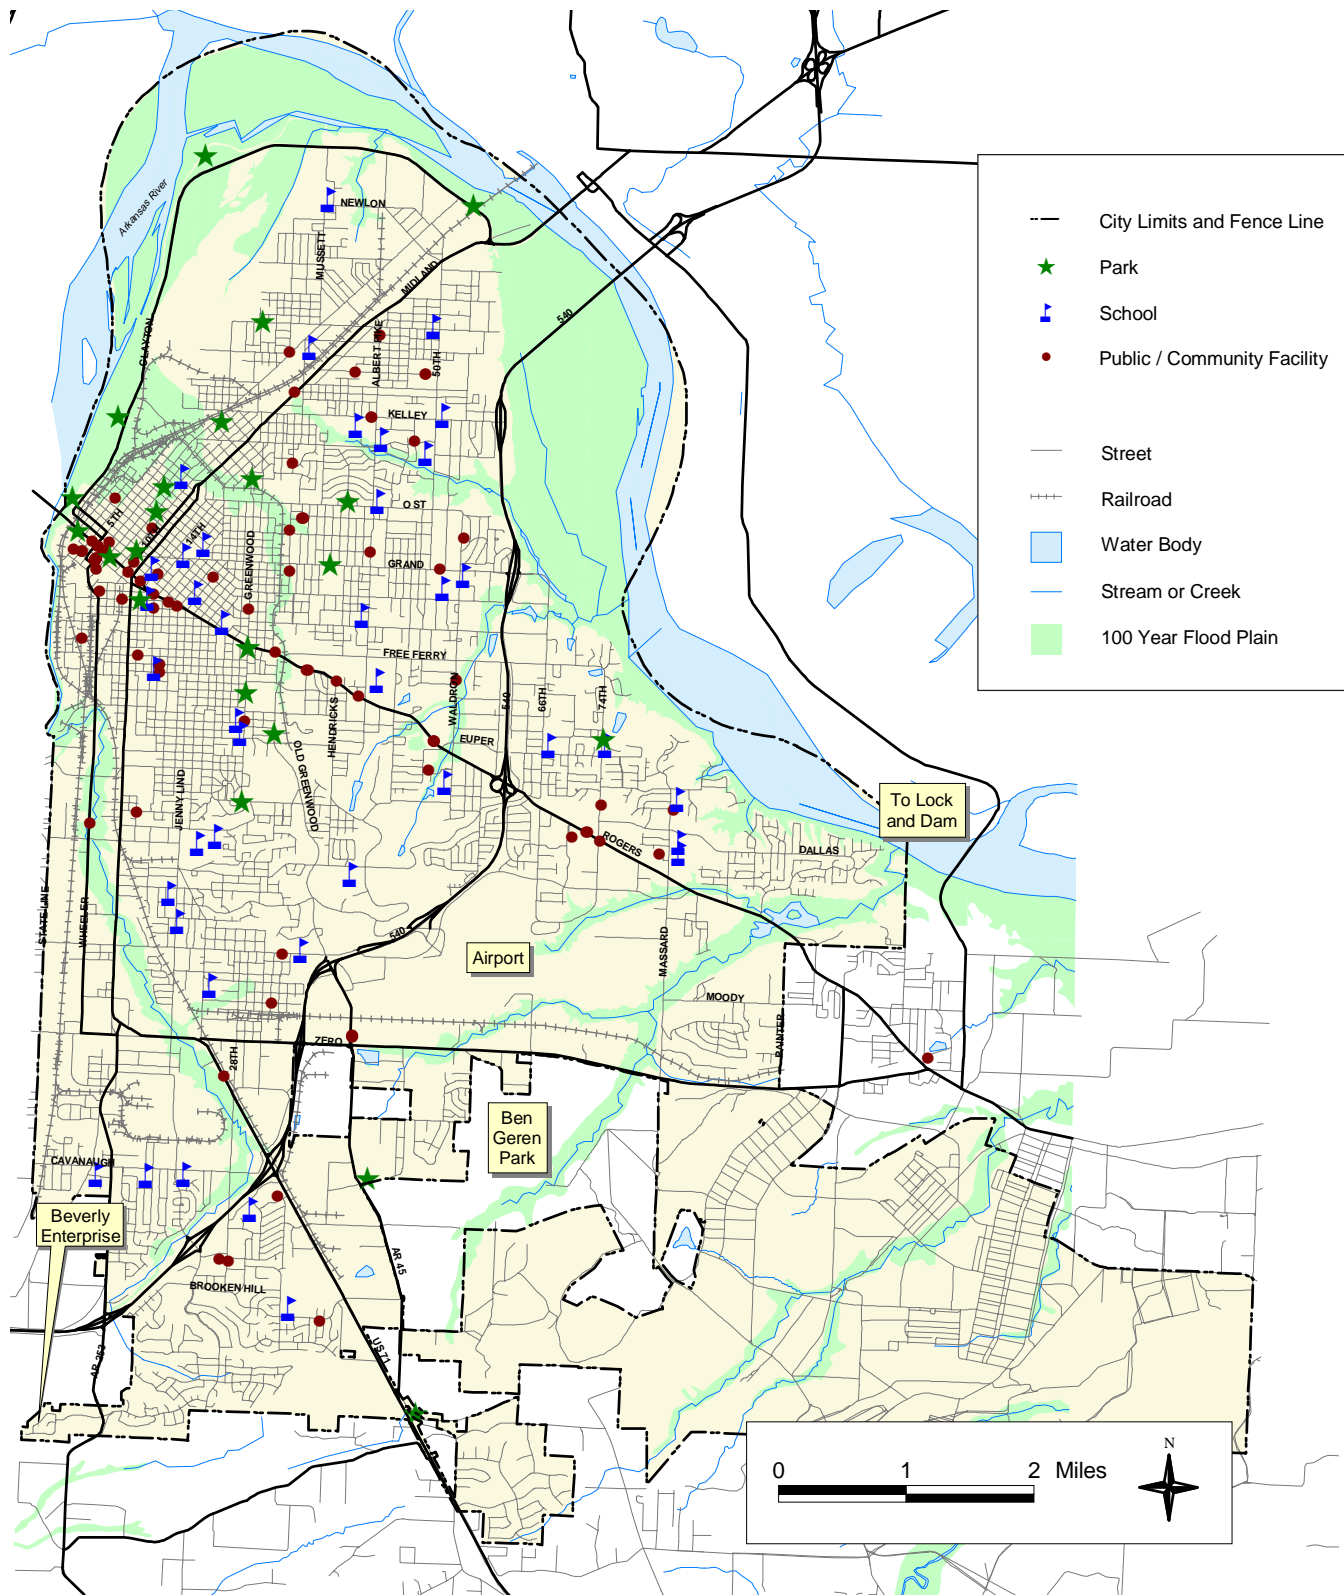 Arkansas River
NEWLON
MUSSETT
MIDLAND
CLAYTON
ALBERT PIKE
50TH
540
KELLEY
5TH
10TH
14TH
O ST
GREENWOOD
GRAND
FREE FERRY
WALDRON
540
66TH
74TH
HENDRICKS
EUPER
OLD GREENWOOD
JENNY LIND
ROGERS
DALLAS
To Lock
and Dam
STATE LINE
WHEELER
540
Airport
MASSARD
MOODY
PAINTER
ZERO
28TH
Ben
Geren
Park
CAVANAUGH
Beverly
Enterprise
BROOKEN HILL
AR 45
US 71
AR 253
City Limits and Fence Line
Park
School
Public / Community Facility
Street
Railroad
Water Body
Stream or Creek
100 Year Flood Plain
N
0 1 2 Miles